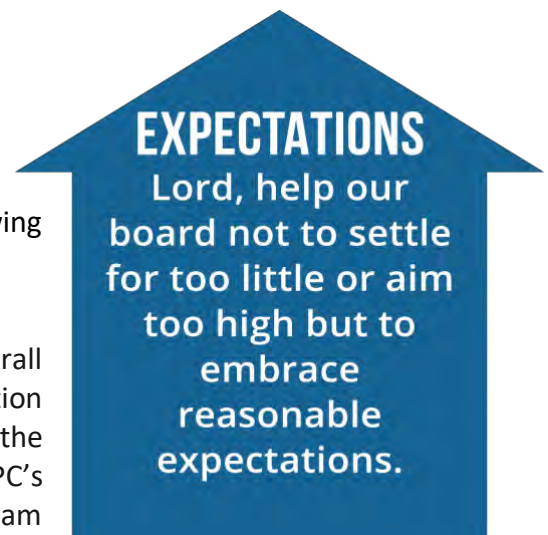 EXPECTATIONS
Lord, help our
board not to settle
for too little or aim
too high but to
embrace
reasonable
expectations.
the